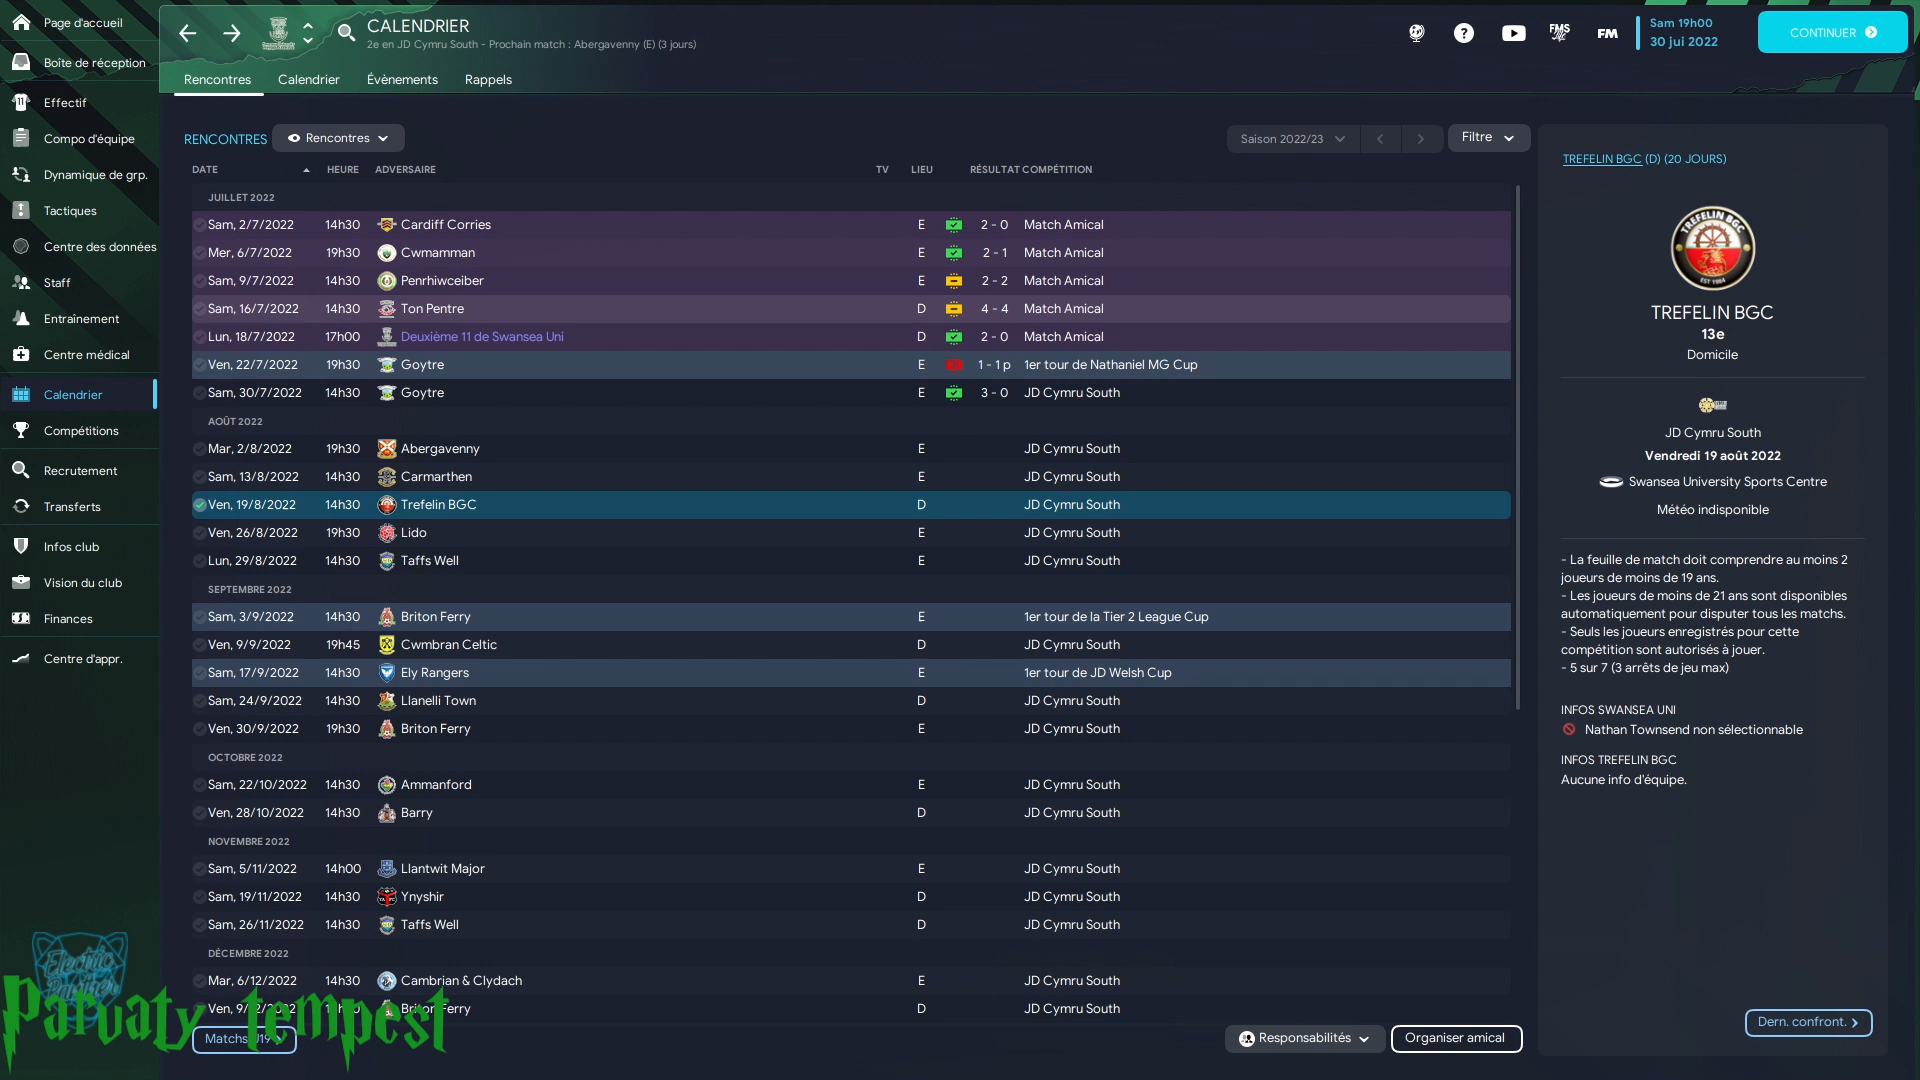 Page d'accueil
Boîte de réception
Effectif
Compo d'équipe
Dynamique de grp.
Tactiques
Centre des données
Staff
Entraînement
Centre médical
Calendrier
Compétitions
Recrutement
Transferts
Infos club
Vision du club
Finances
Centre d'appr.
CALENDRIER
2e en JD Cymru South - Prochain match : Abergavenny (E) (3 jours)
FMS
FM
Sam 19h00
30 jui 2022
CONTINUER
Rencontres Calendrier Évènements Rappels
RENCONTRES Rencontres Saison 2022/23 Filtre
DATE HEURE ADVERSAIRE TV LIEU RÉSULTAT COMPÉTITION
JUILLET 2022
Sam, 2/7/2022 14h30 Cardiff Corries E 2 - 0 Match Amical
Mer, 6/7/2022 19h30 Cwmamman E 2 - 1 Match Amical
Sam, 9/7/2022 14h30 Penrhiwceiber E 2 - 2 Match Amical
Sam, 16/7/2022 14h30 Ton Pentre D 4 - 4 Match Amical
Lun, 18/7/2022 17h00 Deuxième 11 de Swansea Uni D 2 - 0 Match Amical
Ven, 22/7/2022 19h30 Goytre E 1 - 1 p 1er tour de Nathaniel MG Cup
Sam, 30/7/2022 14h30 Goytre E 3 - 0 JD Cymru South
AOÛT 2022
Mar, 2/8/2022 19h30 Abergavenny E JD Cymru South
Sam, 13/8/2022 14h30 Carmarthen E JD Cymru South
Ven, 19/8/2022 14h30 Trefelin BGC D JD Cymru South
Ven, 26/8/2022 19h30 Lido E JD Cymru South
Lun, 29/8/2022 14h30 Taffs Well E JD Cymru South
SEPTEMBRE 2022
Sam, 3/9/2022 14h30 Briton Ferry E 1er tour de la Tier 2 League Cup
Ven, 9/9/2022 19h45 Cwmbran Celtic D JD Cymru South
Sam, 17/9/2022 14h30 Ely Rangers E 1er tour de JD Welsh Cup
Sam, 24/9/2022 14h30 Llanelli Town D JD Cymru South
Ven, 30/9/2022 19h30 Briton Ferry E JD Cymru South
OCTOBRE 2022
Sam, 22/10/2022 14h30 Ammanford E JD Cymru South
Ven, 28/10/2022 14h30 Barry D JD Cymru South
NOVEMBRE 2022
Sam, 5/11/2022 14h00 Llantwit Major E JD Cymru South
Sam, 19/11/2022 14h30 Ynyshir D JD Cymru South
Sam, 26/11/2022 14h30 Taffs Well D JD Cymru South
DÉCEMBRE 2022
Mar, 6/12/2022 14h30 Cambrian & Clydach E JD Cymru South
Ven, Briton Ferry D JD Cymru South
Matchs U19
Responsabilités Organiser amical
TREFELIN BGC (D) (20 JOURS)
TREFELIN BGC
EST 1984
TREFELIN BGC
13e
Domicile
JD Cymru South
Vendredi 19 août 2022
Swansea University Sports Centre
Météo indisponible
- La feuille de match doit comprendre au moins 2
joueurs de moins de 19 ans.
- Les joueurs de moins de 21 ans sont disponibles
automatiquement pour disputer tous les matchs.
- Seuls les joueurs enregistrés pour cette
compétition sont autorisés à jouer.
- 5 sur 7 (3 arrêts de jeu max)
INFOS SWANSEA UNI
Nathan Townsend non sélectionnable
INFOS TREFELIN BGC
Aucune info d'équipe.
Dern. confront.
Electric
Panther
Parvaty tempest